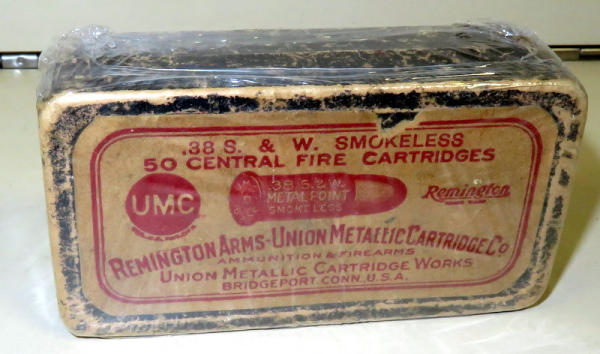 .38 S. & W. SMOKELESS
50 CENTRAL FIRE CARTRIDGES
UMC
.38 S.& W.
METAL POINT
SMOKELESS
Remington
REMINGTON ARMS-UNION METALLIC CARTRIDGE CO
AMMUNITION & FIREARMS
UNION METALLIC CARTRIDGE WORKS
BRIDGEPORT. CONN. U.S.A.